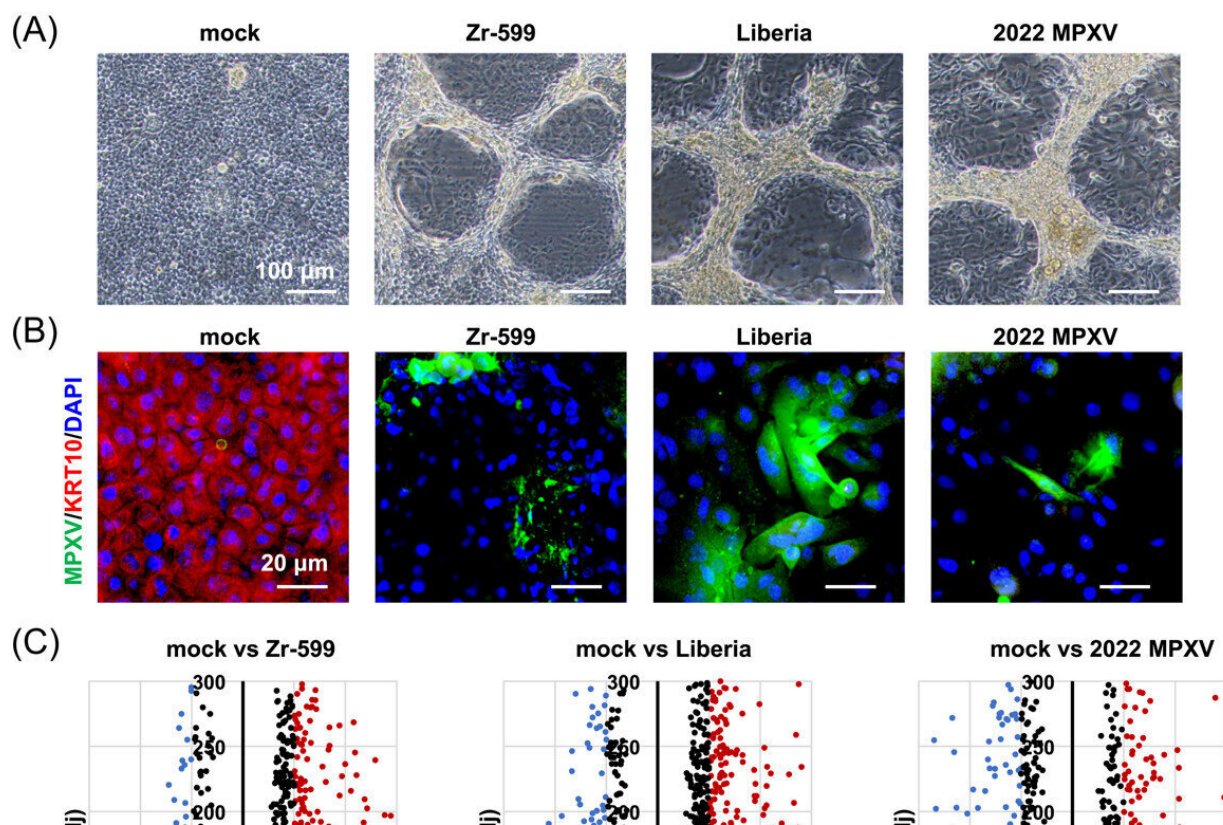 (A)
mock Zr-599 Liberia 2022 MPXV
100 µm
(B)
mock Zr-599 Liberia 2022 MPXV
MPXV/KRT10/DAPI
20 µm
(C)
mock vs Zr-599 mock vs Liberia mock vs 2022 MPXV
300 300 300
250 250 250
200 200 200